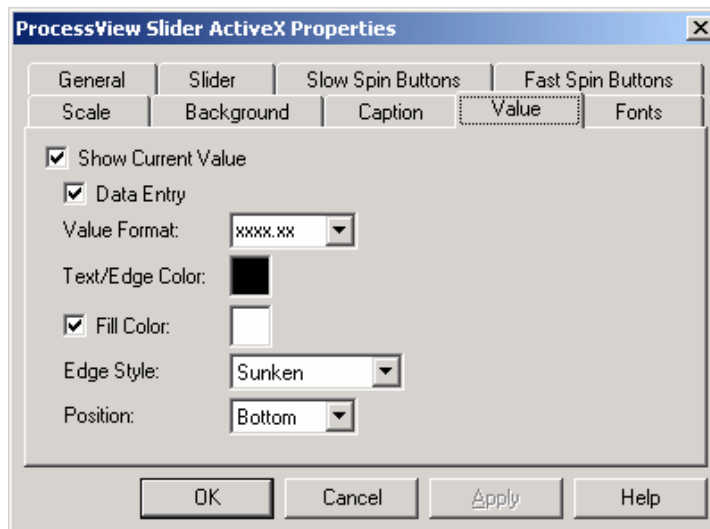 ProcessView Slider ActiveX Properties
General Slider Slow Spin Buttons Fast Spin Buttons
Scale Background Caption Value Fonts
Show Current Value
Data Entry
Value Format: xxxx.xx
Text/Edge Color:
Fill Color:
Edge Style: Sunken
Position: Bottom
OK Cancel Apply Help